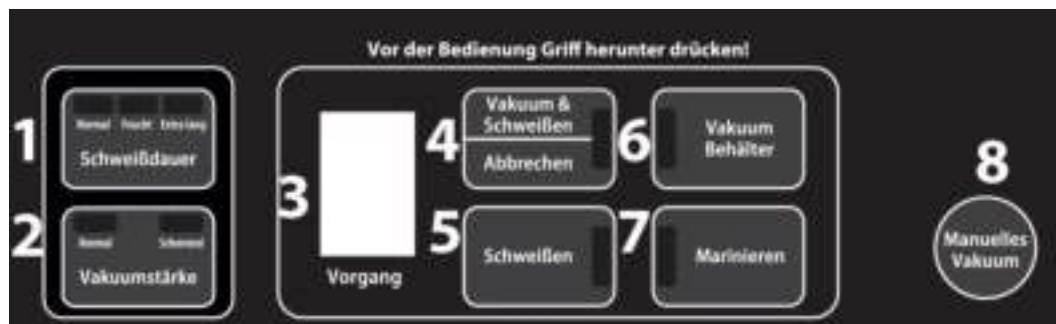 Vor der Bedienung Griff herunter drücken!
1
Normal Feucht Extra lang
Schweißdauer
2
Normal Schonend
Vakuumstärke
3
Vorgang
4
Vakuum &
Schweißen
Abbrechen
5
Schweißen
6
Vakuum
Behälter
7
Marinieren
8
Manuelles
Vakuum